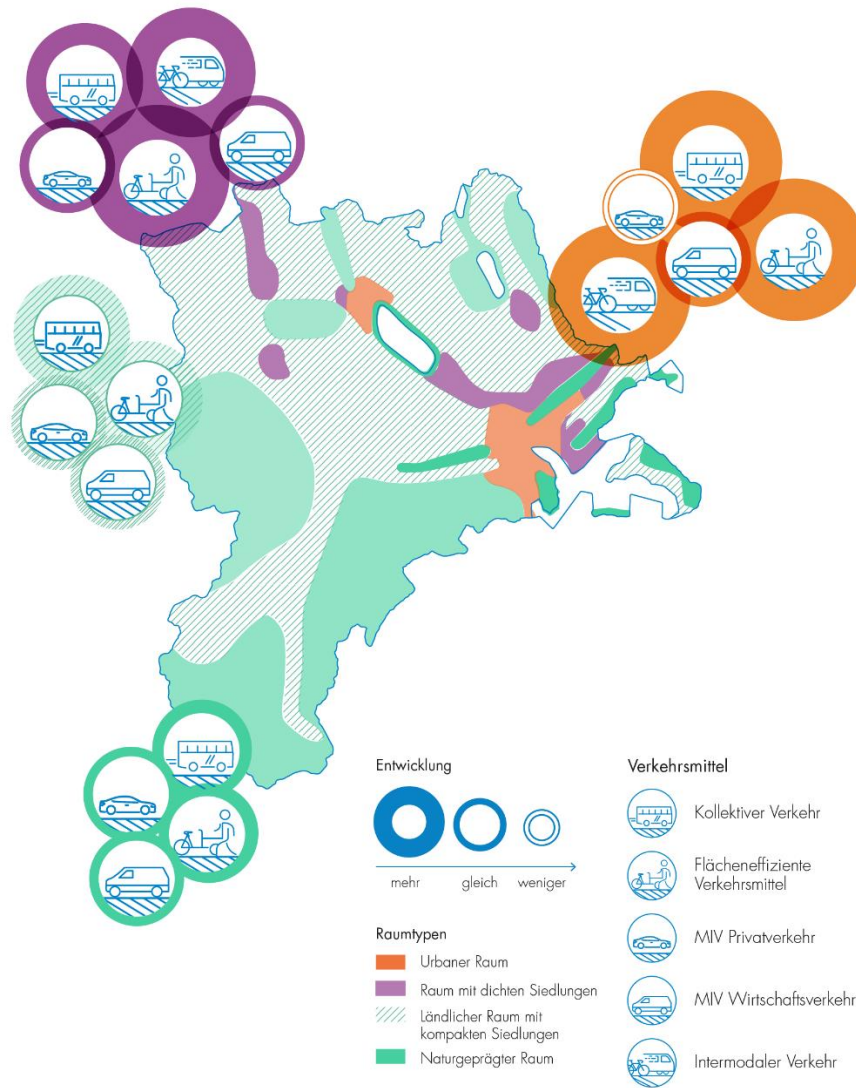 Entwicklung
mehr
gleich
weniger
Raumtypen
Urbaner Raum
Raum mit dichten Siedlungen
Ländlicher Raum mit
kompakten Siedlungen
Naturgeprägter Raum
Verkehrsmittel
Kollektiver Verkehr
Flächeneffiziente
Verkehrsmittel
MIV Privatverkehr
MIV Wirtschaftsverkehr
Intermodaler Verkehr